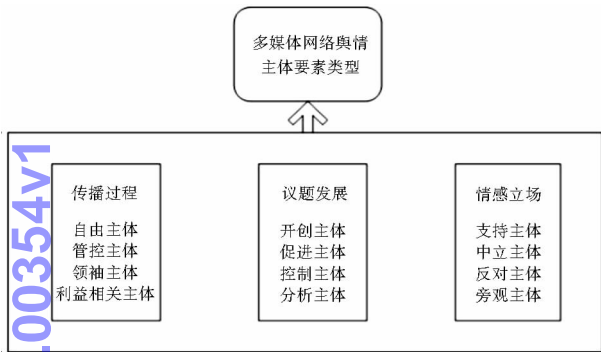 多媒体网络舆情
主体要素类型
传播过程
自由主体
管控主体
领袖主体
利益相关主体
议题发展
开创主体
促进主体
控制主体
分析主体
情感立场
支持主体
中立主体
反对主体
旁观主体
.00354v1